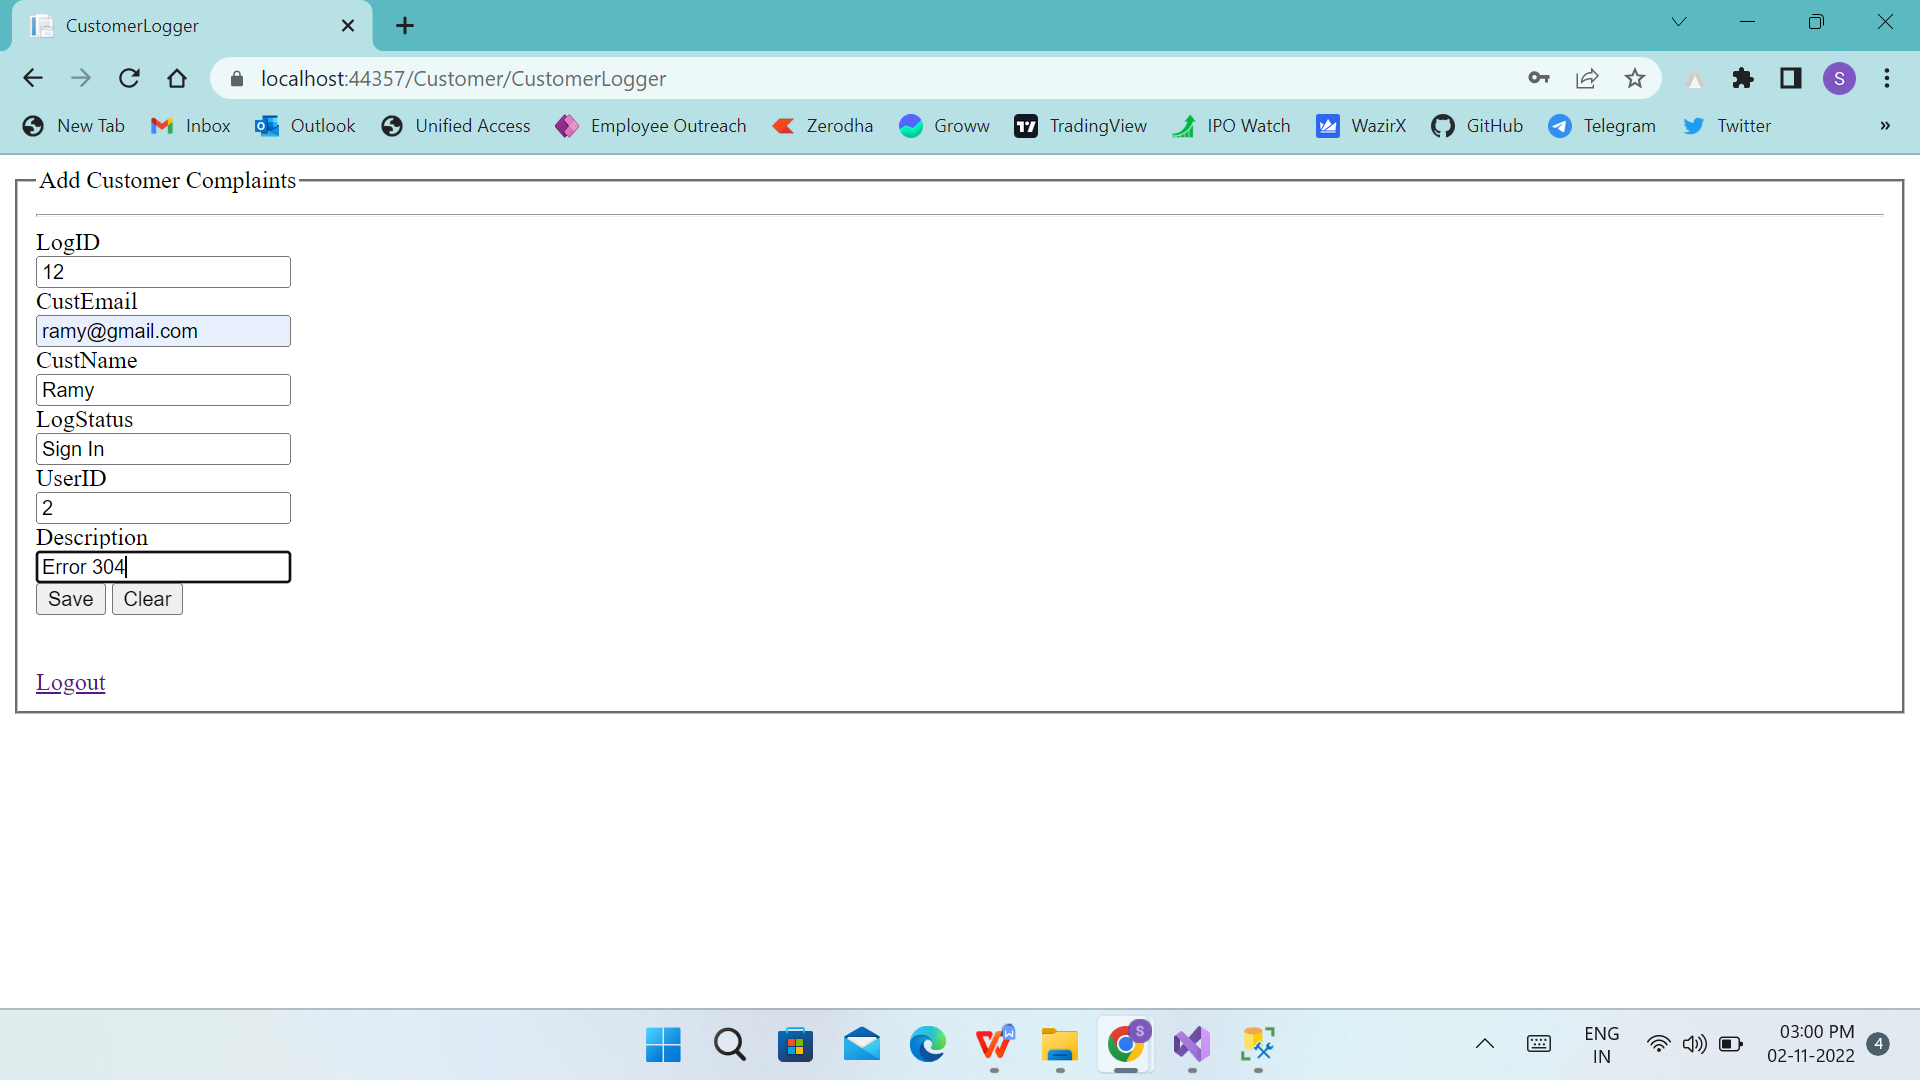 CustomerLogger
localhost:44357/Customer/CustomerLogger
S
New Tab Inbox Outlook Unified Access Employee Outreach Zerodha Groww TradingView IPO Watch WazirX GitHub Telegram Twitter »
Add Customer Complaints
LogID
12
CustEmail
ramy@gmail.com
CustName
Ramy
LogStatus
Sign In
UserID
2
Description
Error 304
Save Clear
Logout
S
ENG
IN
03:00 PM
02-11-2022
4